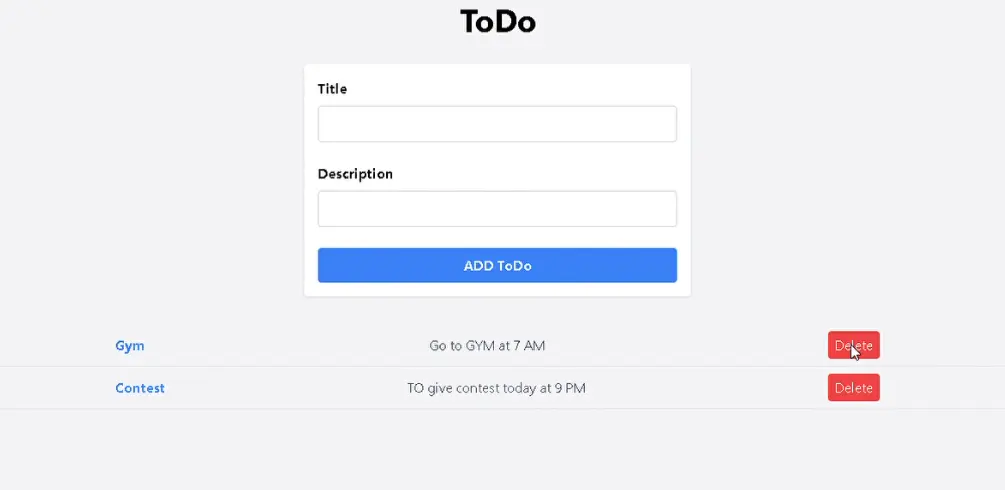 ToDo
Title
Description
ADD ToDo
Gym Go to GYM at 7 AM Delete
Contest TO give contest today at 9 PM Delete